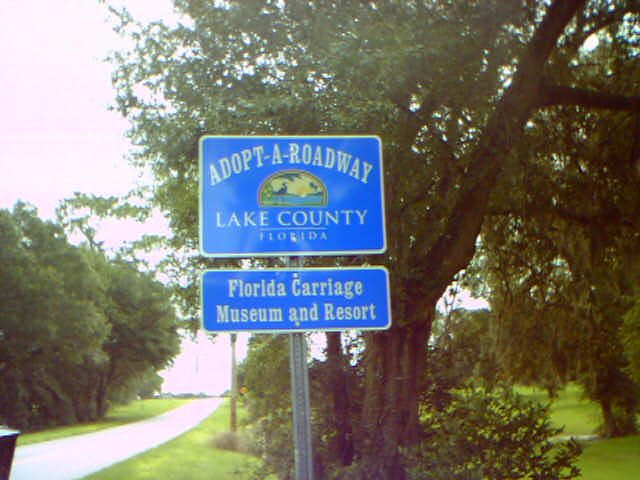 ADOPT-A-ROADWAY
LAKE COUNTY
FLORIDA
Florida Carriage
Museum and Resort